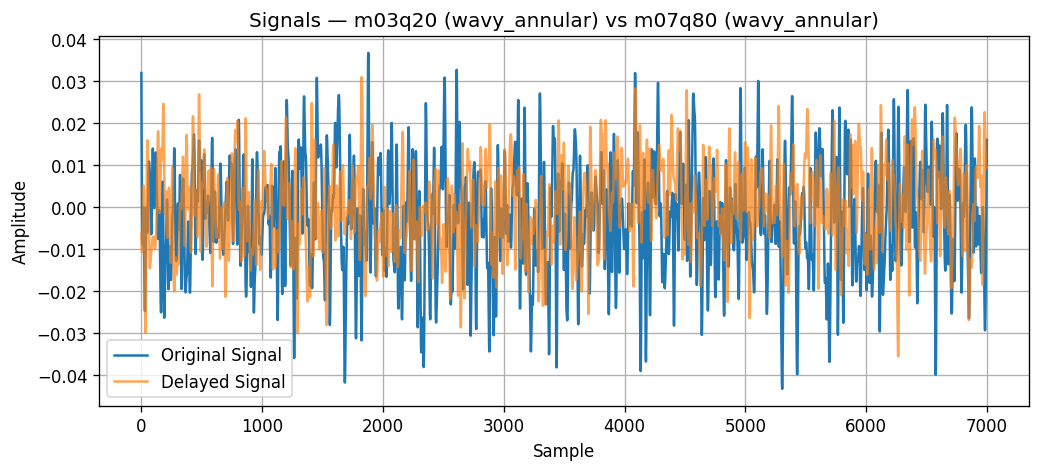 Signals — m03q20 (wavy_annular) vs m07q80 (wavy_annular)
Amplitude
0.04
0.03
0.02
0.01
0.00
−0.01
−0.02
−0.03
−0.04
Original Signal
Delayed Signal
0 1000 2000 3000 4000 5000 6000 7000
Sample